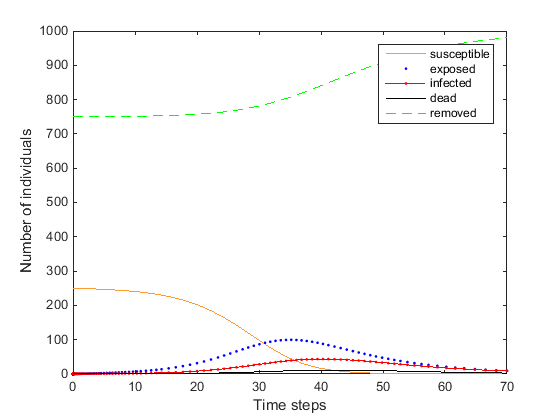 1000
900
800
700
600
500
400
300
200
100
0
Number of individuals
0 10 20 30 40 50 60 70
Time steps
susceptible
exposed
infected
dead
removed